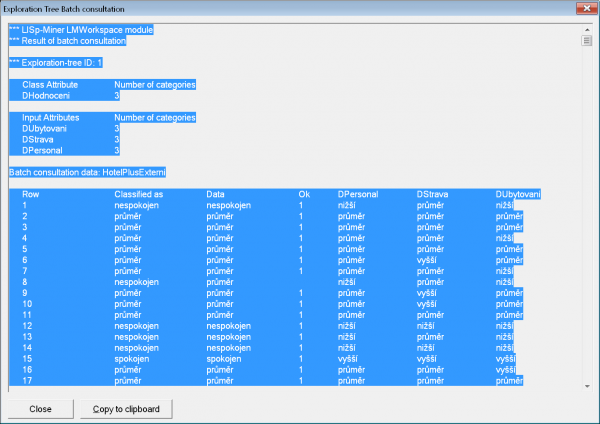 Exploration Tree Batch consultation
*** LISp-Miner LMWorkspace module
*** Result of batch consultation
*** Exploration-tree ID: 1
Class Attribute Number of categories
DHodnoceni 3
Input Attributes Number of categories
DUbytovani 3
DStrava 3
DPersonal 3
Batch consultation data: HotelPlusExterni
Row Classified as Data Ok DPersonal DStrava DUbytovani
1 nespokojen nespokojen 1 nižší průměr nižší
2 průměr průměr 1 průměr průměr průměr
3 průměr průměr 1 průměr průměr průměr
4 průměr průměr 1 průměr průměr nižší
5 průměr průměr 1 průměr průměr průměr
6 průměr průměr 1 průměr vyšší průměr
7 průměr průměr 1 průměr průměr nižší
8 nespokojen průměr nižší průměr nižší
9 průměr průměr 1 průměr vyšší průměr
10 průměr průměr 1 průměr vyšší průměr
11 průměr průměr 1 průměr průměr průměr
12 nespokojen nespokojen 1 nižší nižší nižší
13 nespokojen nespokojen 1 nižší průměr nižší
14 nespokojen nespokojen 1 nižší nižší nižší
15 spokojen spokojen 1 vyšší vyšší vyšší
16 průměr průměr 1 průměr průměr vyšší
17 průměr průměr 1 průměr průměr průměr
Close Copy to clipboard